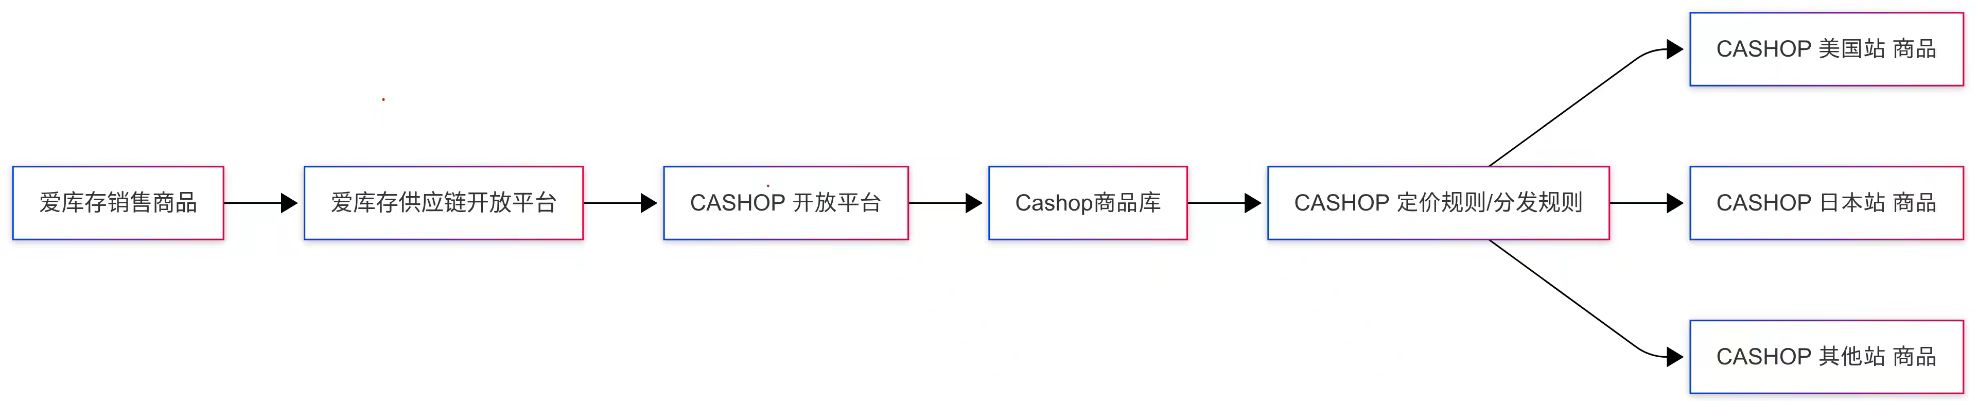 爱库存销售商品
爱库存供应链开放平台
CASHOP 开放平台
Cashop商品库
CASHOP 定价规则/分发规则
CASHOP 美国站 商品
CASHOP 日本站 商品
CASHOP 其他站 商品